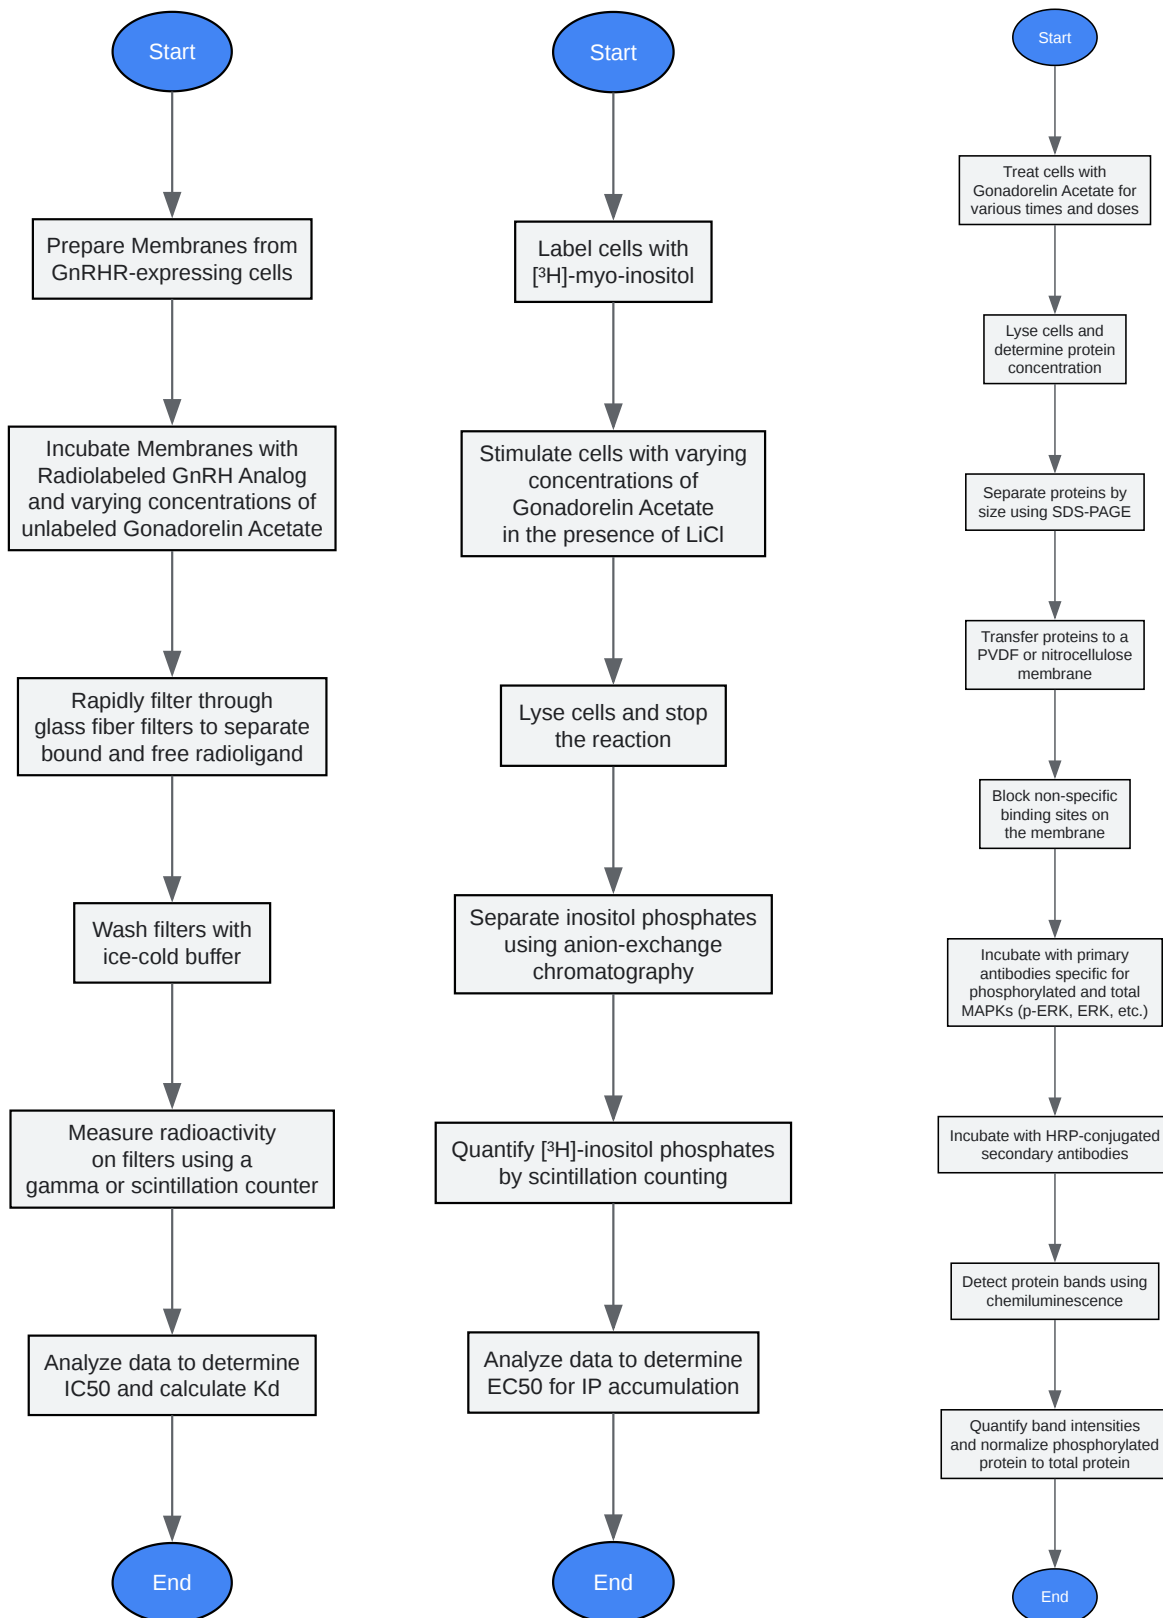 Start
Prepare Membranes from
GnRHR-expressing cells
Incubate Membranes with
Radiolabeled GnRH Analog
and varying concentrations of
unlabeled Gonadorelin Acetate
Rapidly filter through
glass fiber filters to separate
bound and free radioligand
Wash filters with
ice-cold buffer
Measure radioactivity
on filters using a
gamma or scintillation counter
Analyze data to determine
IC50 and calculate Kd
End
Start
Label cells with
[³H]-myo-inositol
Stimulate cells with varying
concentrations of
Gonadorelin Acetate
in the presence of LiCl
Lyse cells and stop
the reaction
Separate inositol phosphates
using anion-exchange
chromatography
Quantify [³H]-inositol phosphates
by scintillation counting
Analyze data to determine
EC50 for IP accumulation
End
Start
Treat cells with
Gonadorelin Acetate for
various times and doses
Lyse cells and
determine protein
concentration
Separate proteins by
size using SDS-PAGE
Transfer proteins to a
PVDF or nitrocellulose
membrane
Block non-specific
binding sites on
the membrane
Incubate with primary
antibodies specific for
phosphorylated and total
MAPKs (p-ERK, ERK, etc.)
Incubate with HRP-conjugated
secondary antibodies
Detect protein bands using
chemiluminescence
Quantify band intensities
and normalize phosphorylated
protein to total protein
End